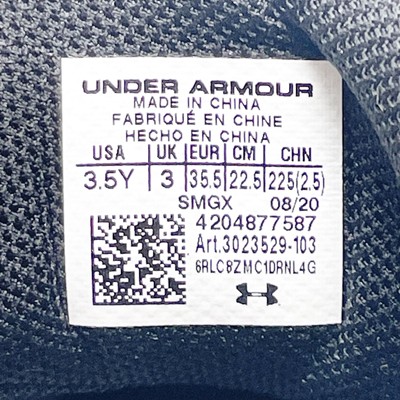 UNDER ARMOUR
MADE IN CHINA
FABRIQUÉ EN CHINE
HECHO EN CHINA
USA UK EUR CM CHN
3.5Y 3 35.5 22.5 225(2.5)
SMGX 08/20
4204877587
Art.3023529-103
6RLC8ZMC1DRNL4G